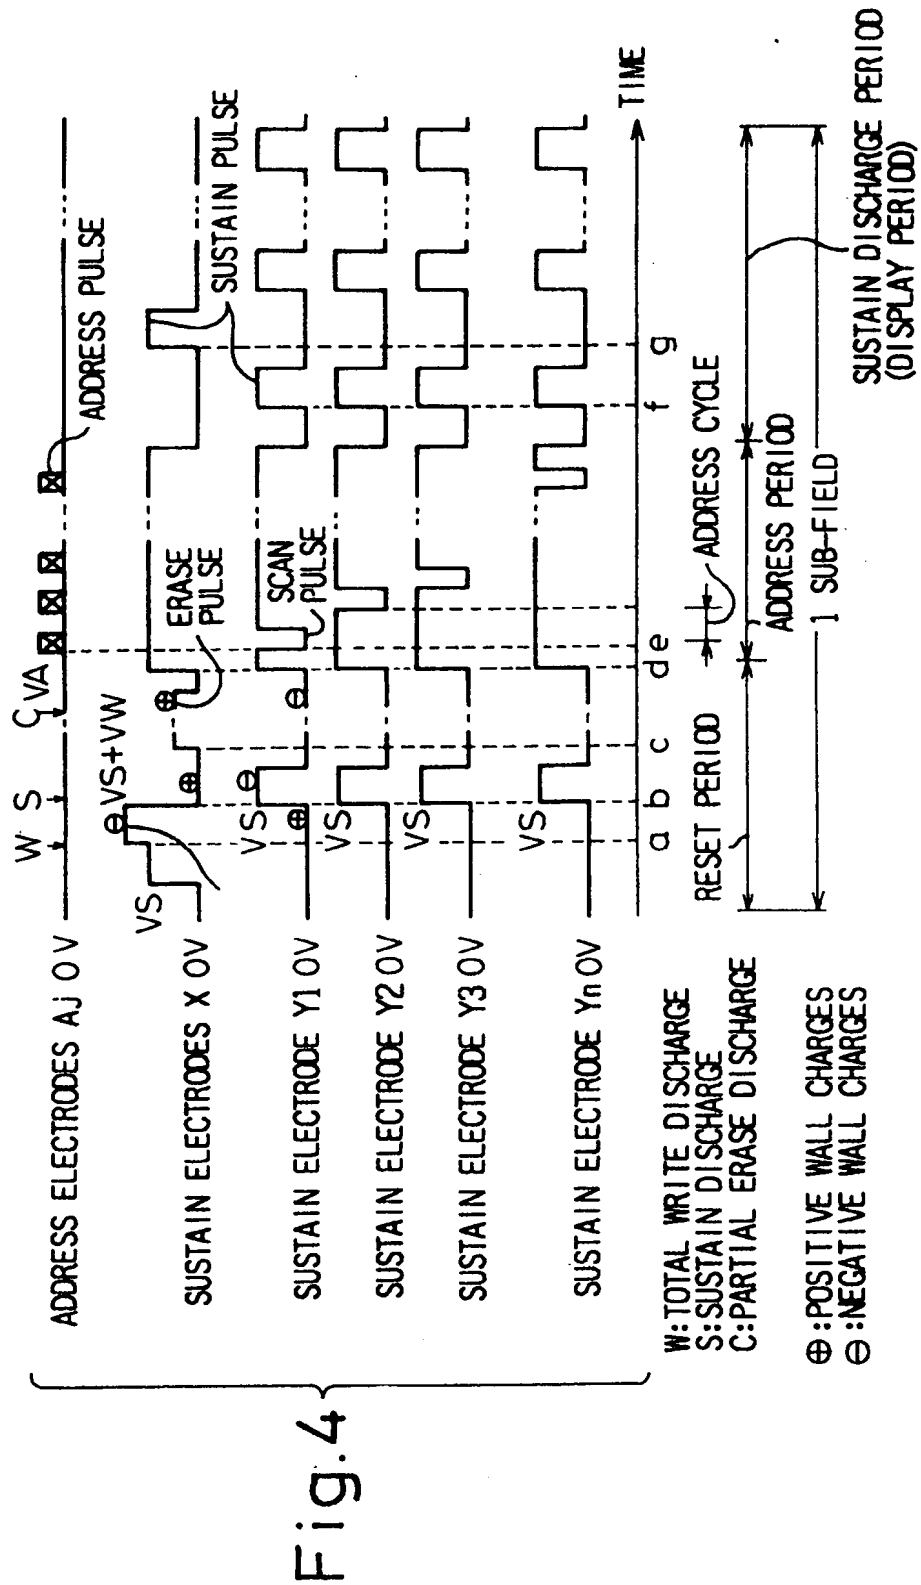 Fig.4
ADDRESS ELECTRODES Aj 0V
W S C VA
ADDRESS PULSE
SUSTAIN ELECTRODES X 0V
VS
VS+VW
⊖
⊕
⊕
ERASE
PULSE
SUSTAIN PULSE
SUSTAIN ELECTRODE Y1 0V
VS
⊕
⊖
⊖
SCAN
PULSE
SUSTAIN ELECTRODE Y2 0V
VS
SUSTAIN ELECTRODE Y3 0V
VS
SUSTAIN ELECTRODE Yn 0V
VS
TIME
a b c d e f g
W:TOTAL WRITE DISCHARGE
S:SUSTAIN DISCHARGE
C:PARTIAL ERASE DISCHARGE
⊕:POSITIVE WALL CHARGES
⊖:NEGATIVE WALL CHARGES
RESET PERIOD
ADDRESS CYCLE
ADDRESS PERIOD
1 SUB-FIELD
SUSTAIN DISCHARGE PERIOD
(DISPLAY PERIOD)